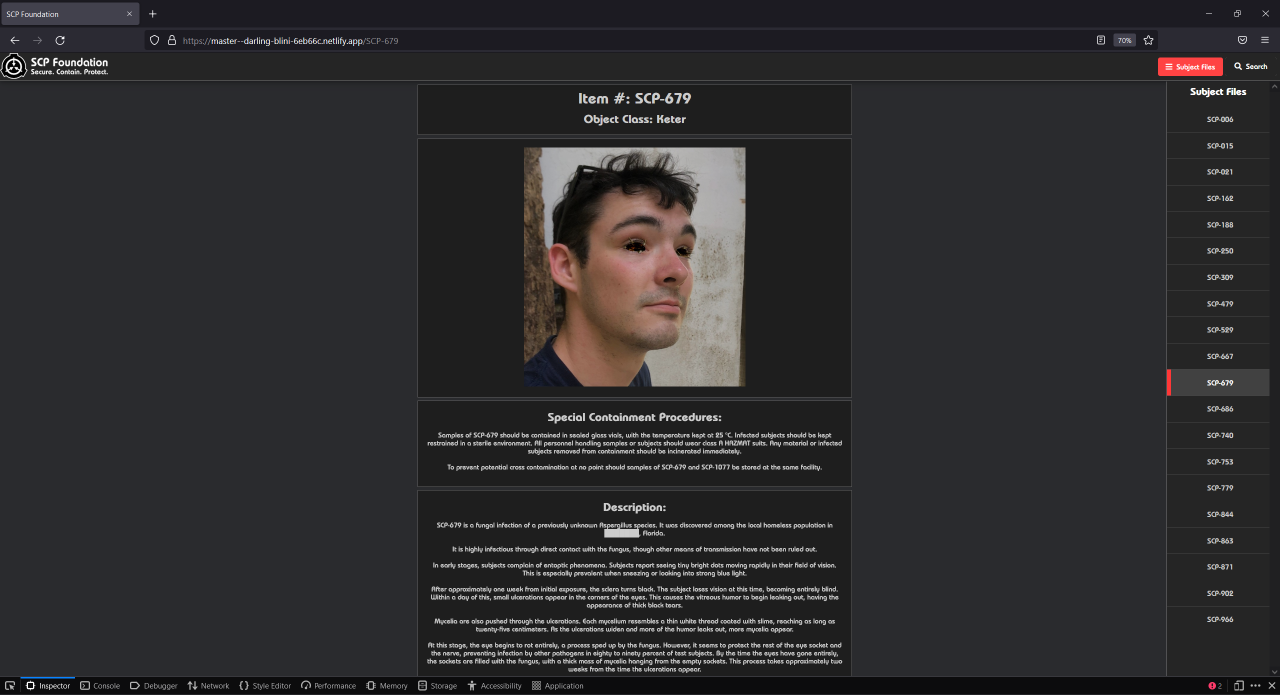 SCP Foundation
https://master--darling-blini-6eb66c.netlify.app/SCP-679
70%
SCP Foundation
Secure. Contain. Protect.
Subject Files
Search
Item #: SCP-679
Object Class: Keter
Special Containment Procedures:
Samples of SCP-679 should be contained in sealed glass vials, with the temperature kept at 25 °C. Infected subjects should be kept
restrained in a sterile environment. All personnel handling samples or subjects should wear class A HAZMAT suits. Any material or infected
subjects removed from containment should be incinerated immediately.
To prevent potential cross contamination at no point should samples of SCP-679 and SCP-1077 be stored at the same facility.
Description:
SCP-679 is a fungal infection of a previously unknown Aspergillus species. It was discovered among the local homeless population in
, Florida.
It is highly infectious through direct contact with the fungus, though other means of transmission have not been ruled out.
In early stages, subjects complain of entoptic phenomena. Subjects report seeing tiny bright dots moving rapidly in their field of vision.
This is especially prevalent when sneezing or looking into strong blue light.
After approximately one week from initial exposure, the sclera turns black. The subject loses vision at this time, becoming entirely blind.
Within a day of this, small ulcerations appear in the corners of the eyes. This causes the vitreous humor to begin leaking out, having the
appearance of thick black tears.
Mycelia are also pushed through the ulcerations. Each mycelium resembles a thin white thread coated with slime, reaching as long as
twenty-five centimeters. As the ulcerations widen and more of the humor leaks out, more mycelia appear.
At this stage, the eye begins to rot entirely, a process sped up by the fungus. However, it seems to protect the rest of the eye socket and
the nerve, preventing infection by other pathogens in eighty to ninety percent of test subjects. By the time the eyes have gone entirely,
the sockets are filled with the fungus, with a thick mass of mycelia hanging from the empty sockets. This process takes approximately two
weeks from the time the ulcerations appear.
Subject Files
SCP-006
SCP-015
SCP-021
SCP-162
SCP-188
SCP-250
SCP-309
SCP-479
SCP-529
SCP-667
SCP-679
SCP-686
SCP-740
SCP-753
SCP-779
SCP-844
SCP-863
SCP-871
SCP-902
SCP-966
Inspector Console Debugger Network Style Editor Performance Memory Storage Accessibility Application 2